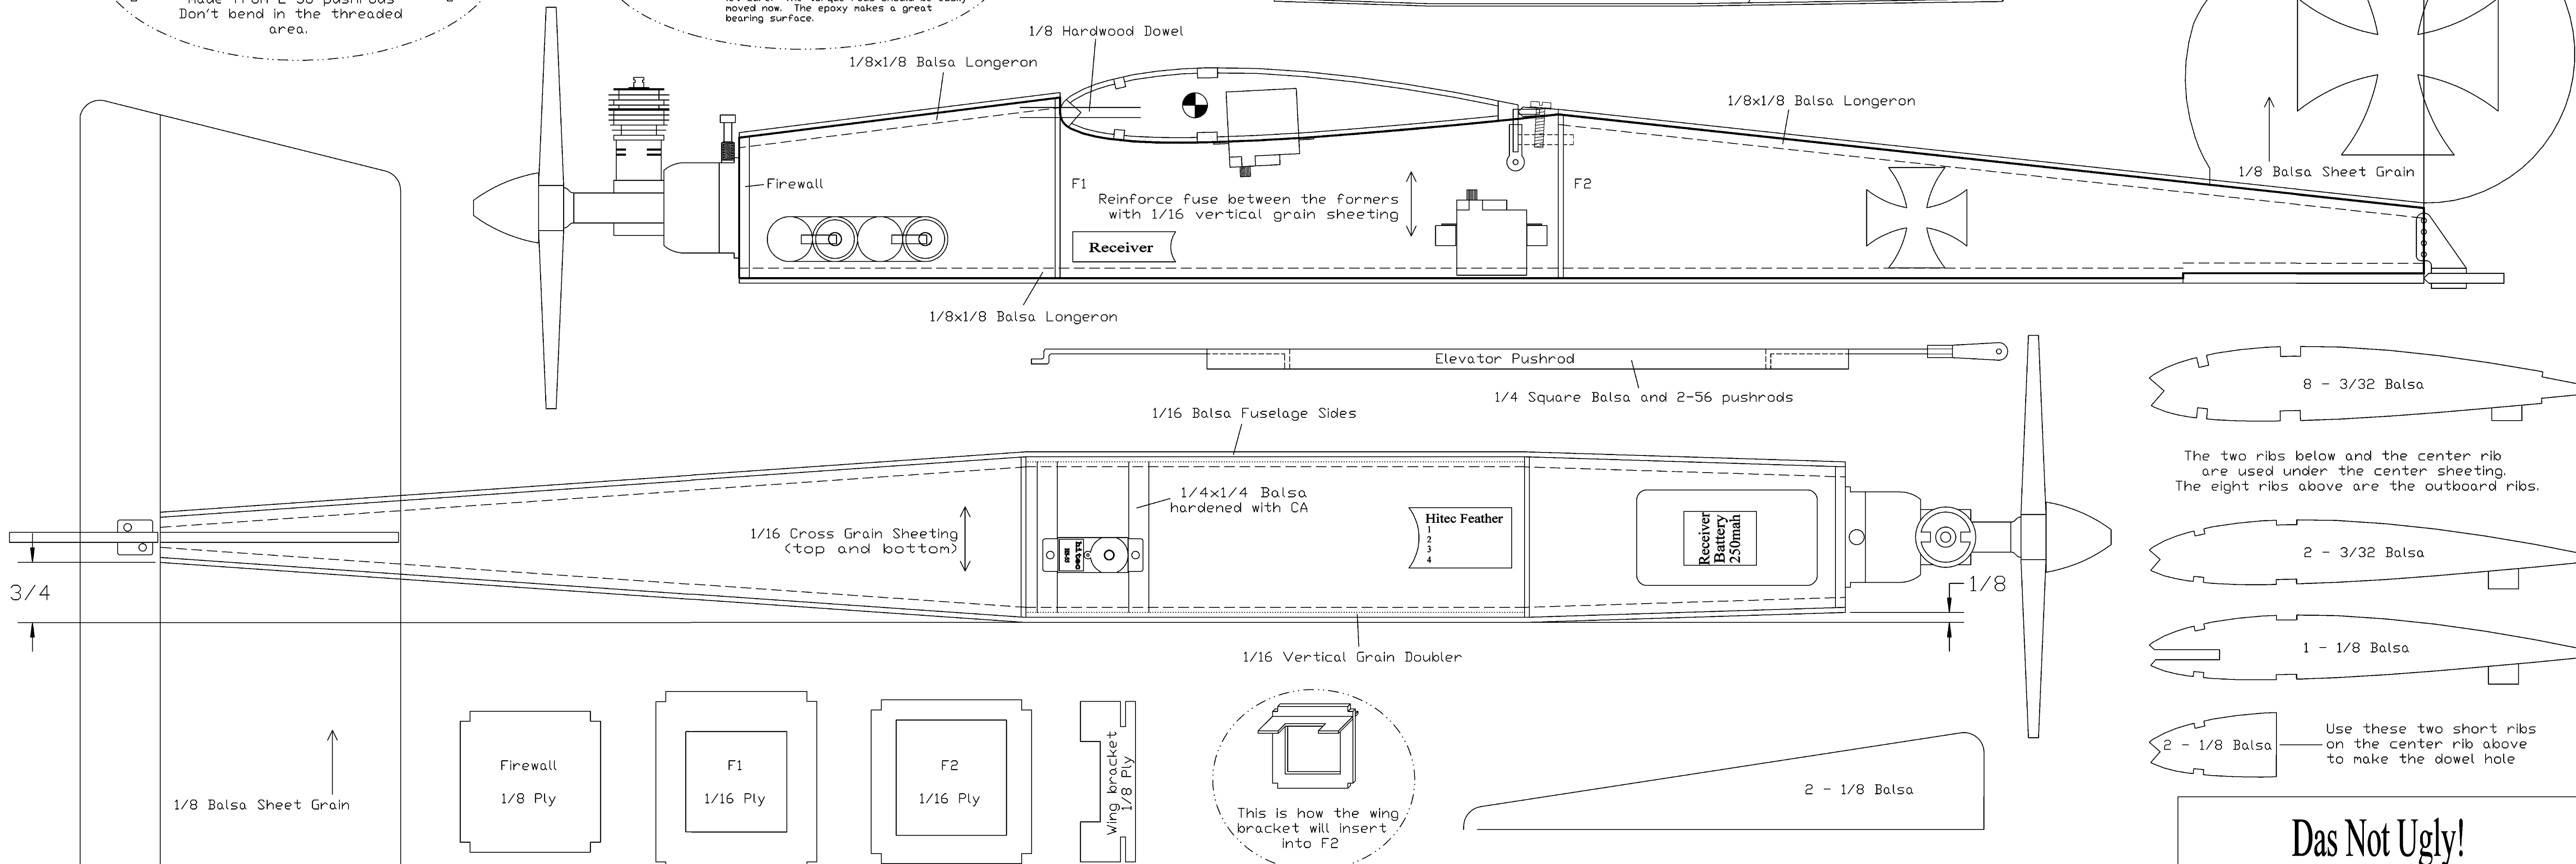 made from 2-56 pushrods
Don't bend in the threaded
area.
moved now. The epoxy makes a great
bearing surface.
1/8 Hardwood Dowel
1/8x1/8 Balsa Longeron
1/8x1/8 Balsa Longeron
1/8 Balsa Sheet Grain
Firewall
F1
F2
Reinforce fuse between the formers
with 1/16 vertical grain sheeting
Receiver
1/8x1/8 Balsa Longeron
Elevator Pushrod
1/4 Square Balsa and 2-56 pushrods
8 - 3/32 Balsa
1/16 Balsa Fuselage Sides
The two ribs below and the center rib
are used under the center sheeting.
The eight ribs above are the outboard ribs.
1/4x1/4 Balsa
hardened with CA
1/16 Cross Grain Sheeting
(top and bottom)
hitec
Hitec Feather
1
2
3
4
Receiver
Battery
250mah
2 - 3/32 Balsa
3/4
1/8
1/16 Vertical Grain Doubler
1 - 1/8 Balsa
2 - 1/8 Balsa
Use these two short ribs
on the center rib above
to make the dowel hole
Firewall
1/8 Ply
F1
1/16 Ply
F2
1/16 Ply
Wing bracket
1/8 Ply
This is how the wing
bracket will insert
into F2
2 - 1/8 Balsa
1/8 Balsa Sheet Grain
Das Not Ugly!